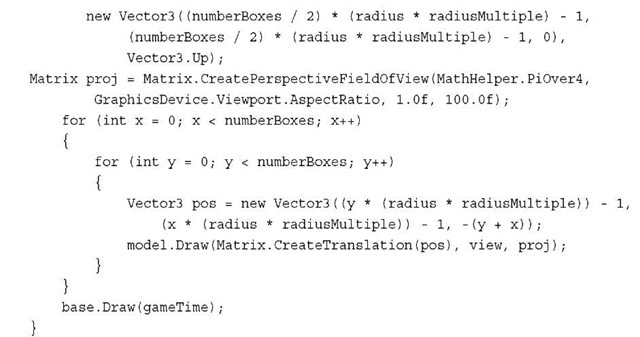 new Vector3((numberBoxes / 2) * (radius * radiusMultiple) - 1,
(numberBoxes / 2) * (radius * radiusMultiple) - 1, 0),
Vector3.Up);
Matrix proj = Matrix.CreatePerspectiveFieldOfView(MathHelper.PiOver4,
GraphicsDevice.Viewport.AspectRatio, 1.0f, 100.0f);
for (int x = 0; x < numberBoxes; x++)
{
for (int y = 0; y < numberBoxes; y++)
{
Vector3 pos = new Vector3((y * (radius * radiusMultiple)) - 1,
(x * (radius * radiusMultiple)) - 1, -(y + x));
model.Draw(Matrix.CreateTranslation(pos), view, proj);
}
}
base.Draw(gameTime);
}